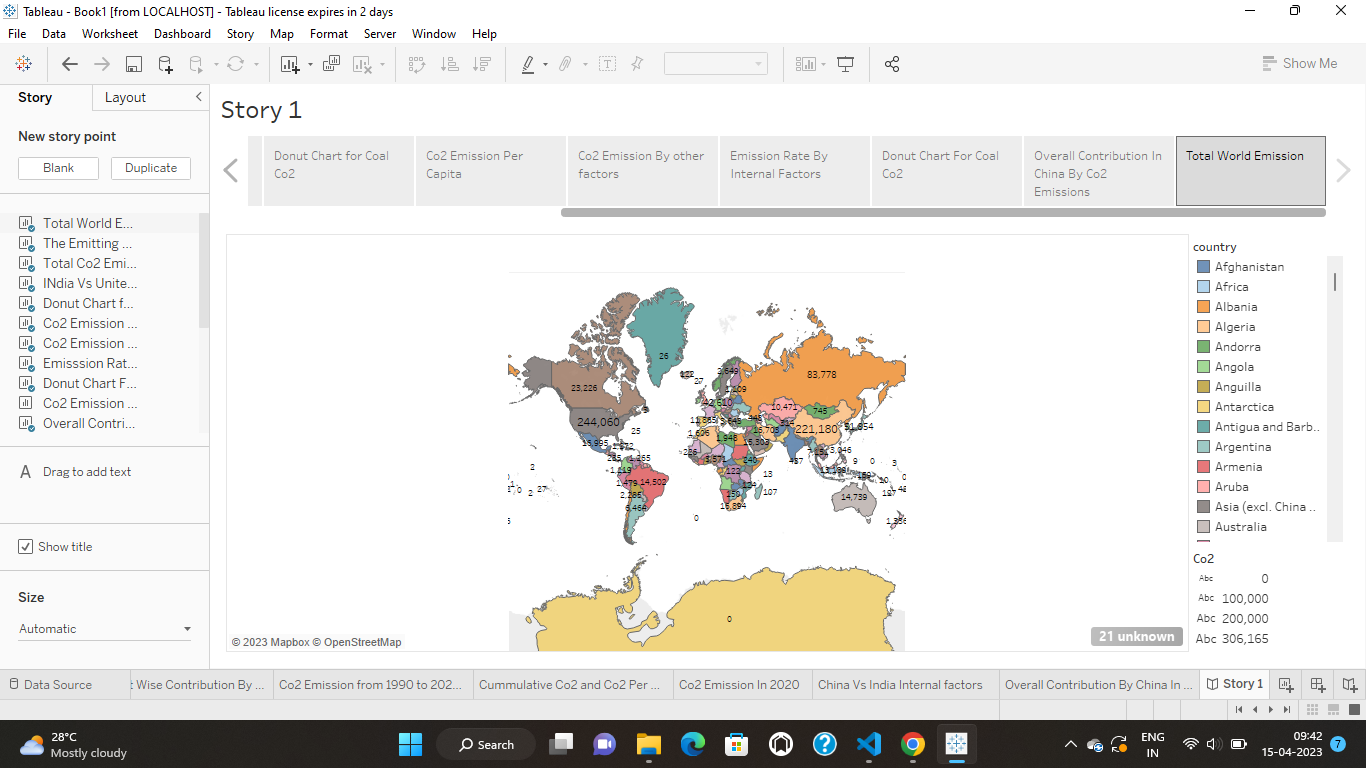 Tableau - Book1 [from LOCALHOST] - Tableau license expires in 2 days
File Data Worksheet Dashboard Story Map Format Server Window Help
Show Me
Story Layout
New story point
Blank Duplicate
Total World E...
The Emitting ...
Total Co2 Emi...
INdia Vs Unite...
Donut Chart f...
Co2 Emission ...
Co2 Emission ...
Emisssion Rat...
Donut Chart F...
Co2 Emission ...
Overall Contri...
A Drag to add text
Show title
Size
Automatic
Story 1
Donut Chart for Coal
Co2
Co2 Emission Per
Capita
Co2 Emission By other
factors
Emission Rate By
Internal Factors
Donut Chart For Coal
Co2
Overall Contribution In
China By Co2
Emissions
Total World Emission
26
23,226
244,060
83,778
10,471
745
221,180
14,502
14,739
25
27
13
107
0
0
© 2023 Mapbox © OpenStreetMap
21 unknown
country
Afghanistan
Africa
Albania
Algeria
Andorra
Angola
Anguilla
Antarctica
Antigua and Barb..
Argentina
Armenia
Aruba
Asia (excl. China ..
Australia
Co2
Abc 0
Abc 100,000
Abc 200,000
Abc 306,165
Data Source
t Wise Contribution By ...
Co2 Emission from 1990 to 202...
Cummulative Co2 and Co2 Per ...
Co2 Emission In 2020
China Vs India Internal factors
Overall Contribution By China In ...
Story 1
28°C
Mostly cloudy
Search
ENG
IN
09:42
15-04-2023
7